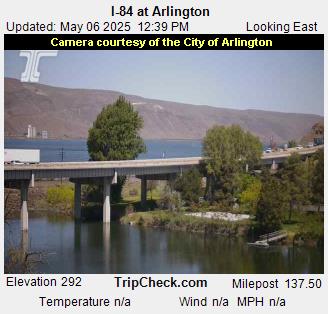 I-84 at Arlington
Updated: May 06 2025 12:39 PM Looking East
Camera courtesy of the City of Arlington
Elevation 292 TripCheck.com Milepost 137.50
Temperature n/a Wind n/a MPH n/a